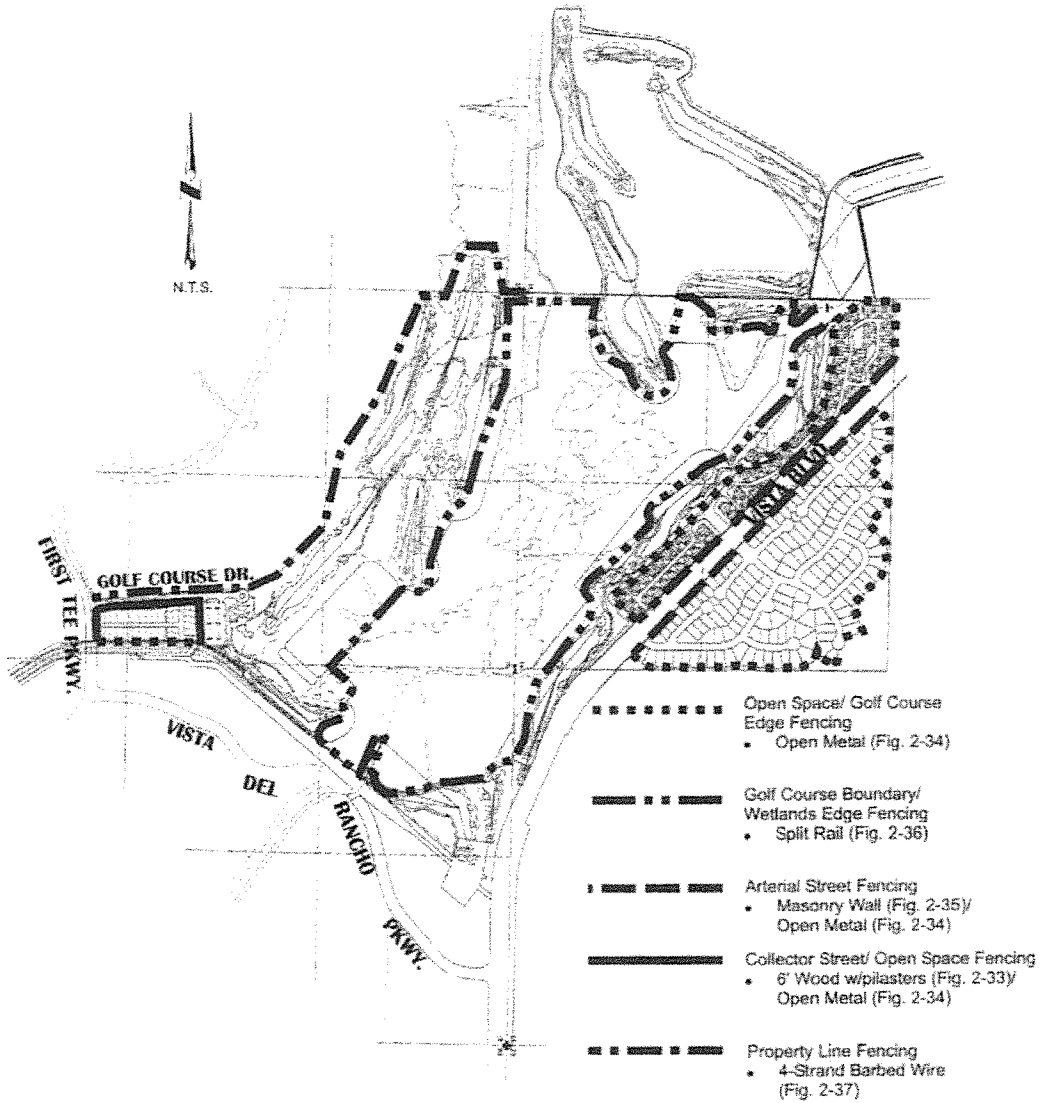 N.T.S.
FIRST TEE PKWY.
GOLF COURSE DR.
VISTA BLVD
VISTA
DEL
RANCHO
PKWY.
Open Space/ Golf Course
Edge Fencing
• Open Metal (Fig. 2-34)
Golf Course Boundary/
Wetlands Edge Fencing
• Split Rail (Fig. 2-36)
Arterial Street Fencing
• Masonry Wall (Fig. 2-35)/
Open Metal (Fig. 2-34)
Collector Street/ Open Space Fencing
• 6' Wood w/pilasters (Fig. 2-33)/
Open Metal (Fig. 2-34)
Property Line Fencing
• 4-Strand Barbed Wire
(Fig. 2-37)